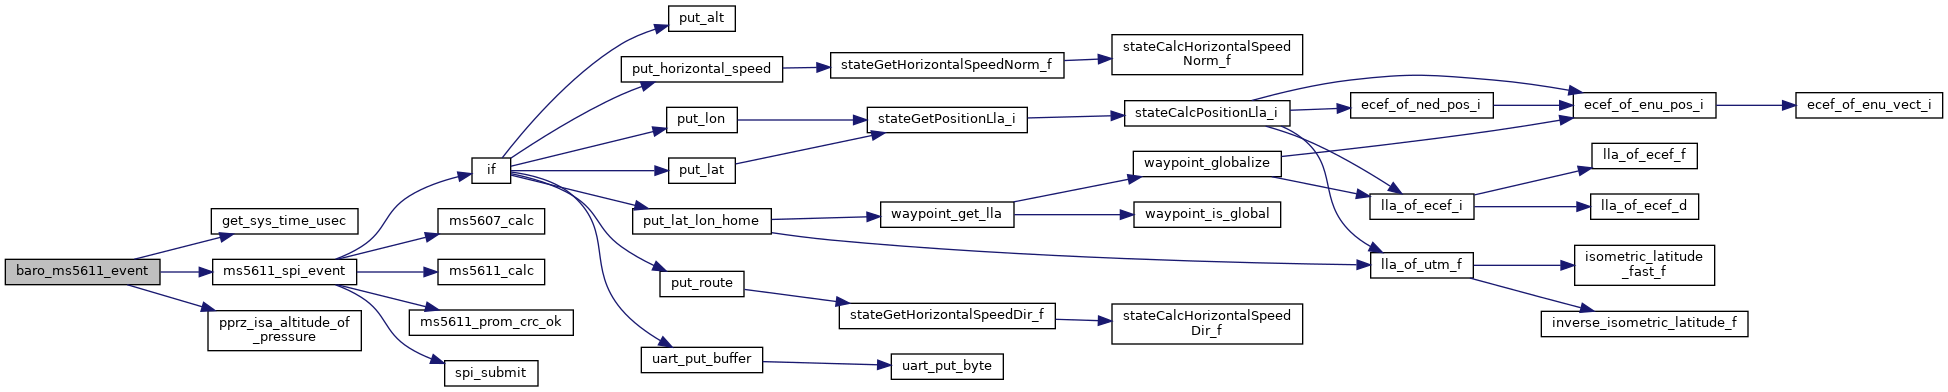 baro_ms5611_event
get_sys_time_usec
ms5611_spi_event
pprz_isa_altitude_of
_pressure
if
ms5607_calc
ms5611_calc
ms5611_prom_crc_ok
spi_submit
put_alt
put_horizontal_speed
put_lon
put_lat
put_lat_lon_home
put_route
uart_put_buffer
stateGetHorizontalSpeedNorm_f
stateGetPositionLla_i
waypoint_get_lla
stateGetHorizontalSpeedDir_f
uart_put_byte
stateCalcHorizontalSpeed
Norm_f
stateCalcPositionLla_i
waypoint_globalize
waypoint_is_global
stateCalcHorizontalSpeed
Dir_f
ecef_of_ned_pos_i
lla_of_ecef_i
lla_of_utm_f
ecef_of_enu_pos_i
lla_of_ecef_f
lla_of_ecef_d
isometric_latitude
_fast_f
inverse_isometric_latitude_f
ecef_of_enu_vect_i